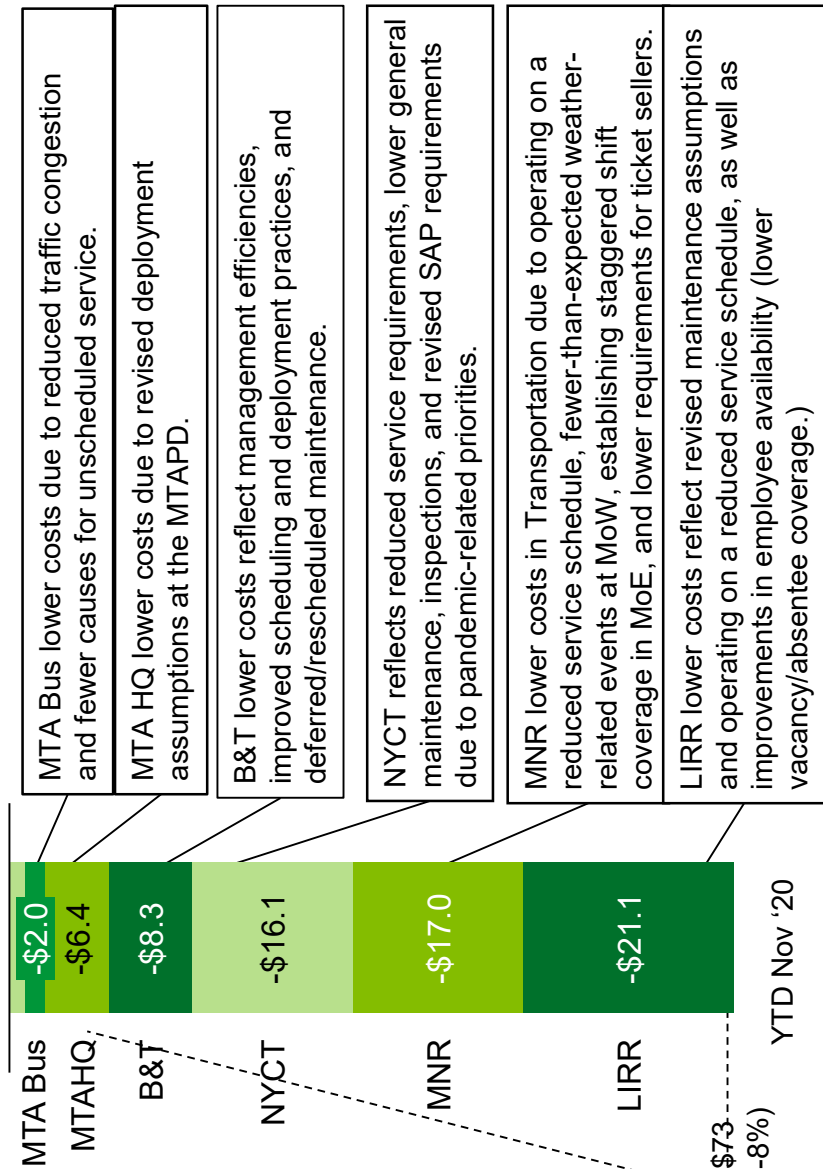 MTA Bus
MTAHQ
B&T
NYCT
MNR
LIRR
-$2.0
-$6.4
-$8.3
-$16.1
-$17.0
-$21.1
$73
-8%)
YTD Nov ‘20
MTA Bus lower costs due to reduced traffic congestion
and fewer causes for unscheduled service.
MTA HQ lower costs due to revised deployment
assumptions at the MTAPD.
B&T lower costs reflect management efficiencies,
improved scheduling and deployment practices, and
deferred/rescheduled maintenance.
NYCT reflects reduced service requirements, lower general
maintenance, inspections, and revised SAP requirements
due to pandemic-related priorities.
MNR lower costs in Transportation due to operating on a
reduced service schedule, fewer-than-expected weather-
related events at MoW, establishing staggered shift
coverage in MoE, and lower requirements for ticket sellers.
LIRR lower costs reflect revised maintenance assumptions
and operating on a reduced service schedule, as well as
improvements in employee availability (lower
vacancy/absentee coverage.)